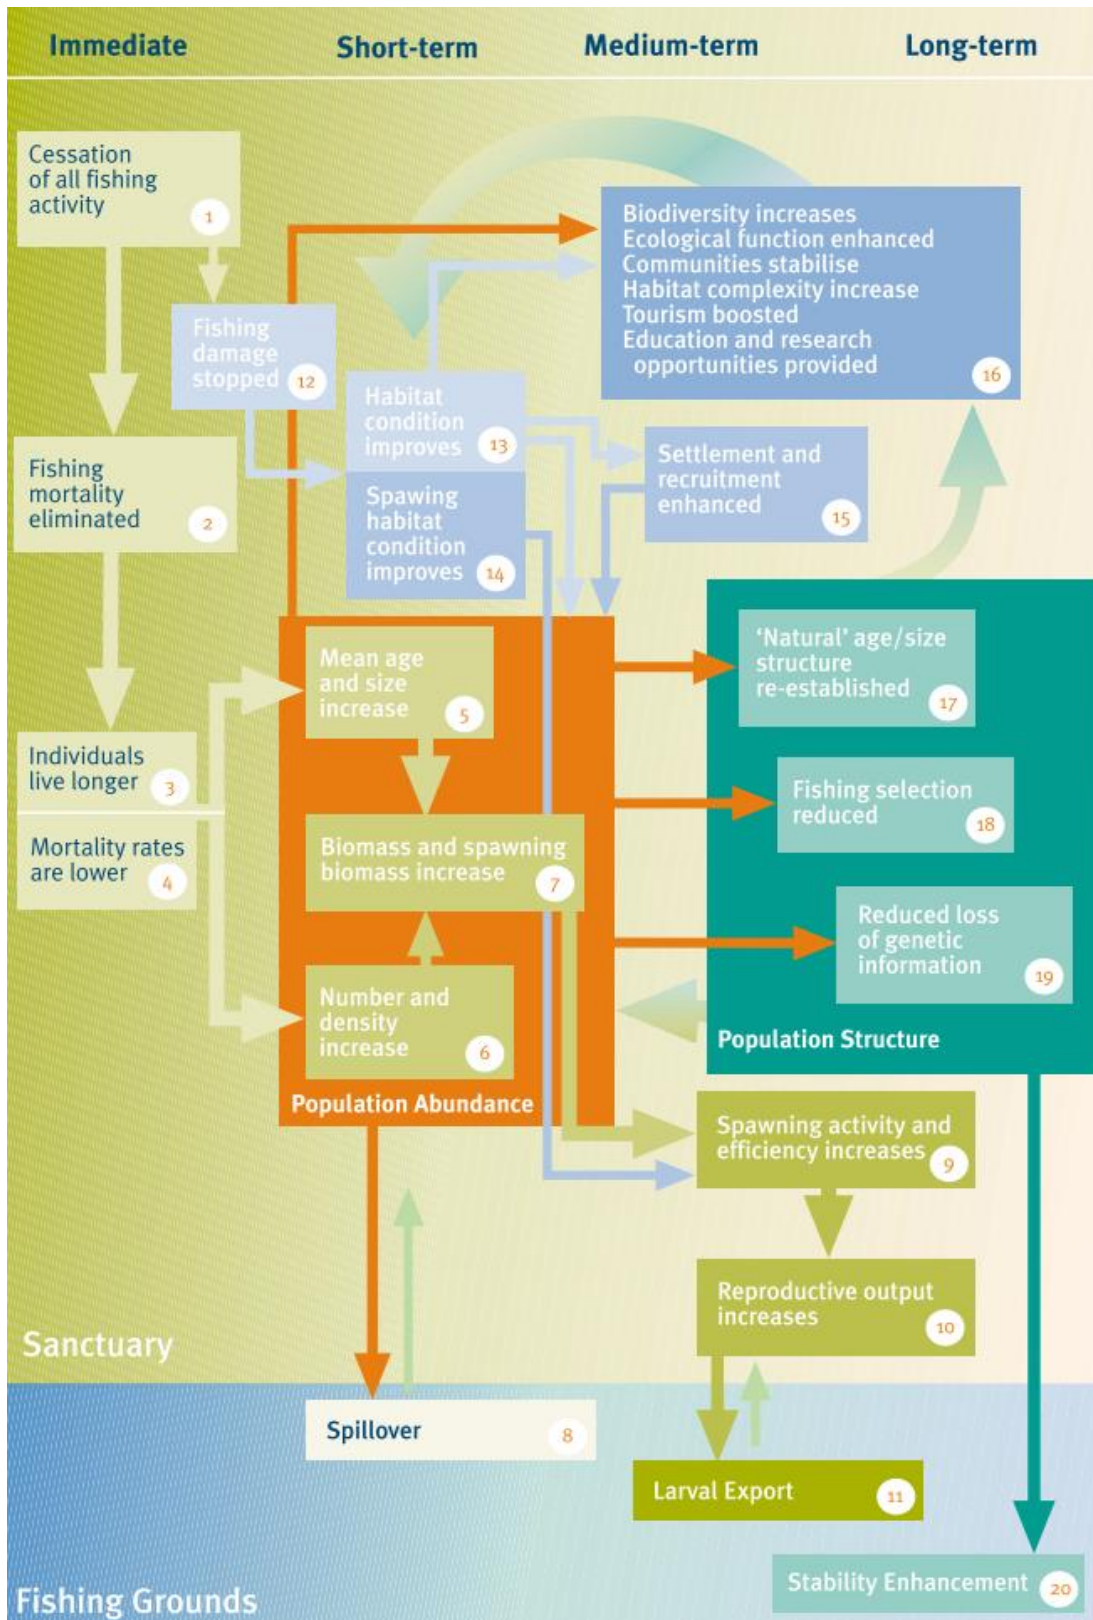 Immediate
Short-term
Medium-term
Long-term
Cessation
of all fishing
activity
1
Biodiversity increases
Ecological function enhanced
Communities stabilise
Habitat complexity increase
Tourism boosted
Education and research
opportunities provided
16
Fishing
damage
stopped
12
Habitat
condition
improves
13
Spawing
habitat
condition
improves
14
Settlement and
recruitment
enhanced
15
Fishing
mortality
eliminated
2
Individuals
live longer
3
Mortality rates
are lower
4
Mean age
and size
increase
5
Biomass and spawning
biomass increase
7
Number and
density
increase
6
Population Abundance
‘Natural’ age/size
structure
re-established
17
Fishing selection
reduced
18
Reduced loss
of genetic
information
19
Population Structure
Spawning activity and
efficiency increases
9
Reproductive output
increases
10
Sanctuary
Spillover
8
Larval Export
11
Stability Enhancement
20
Fishing Grounds